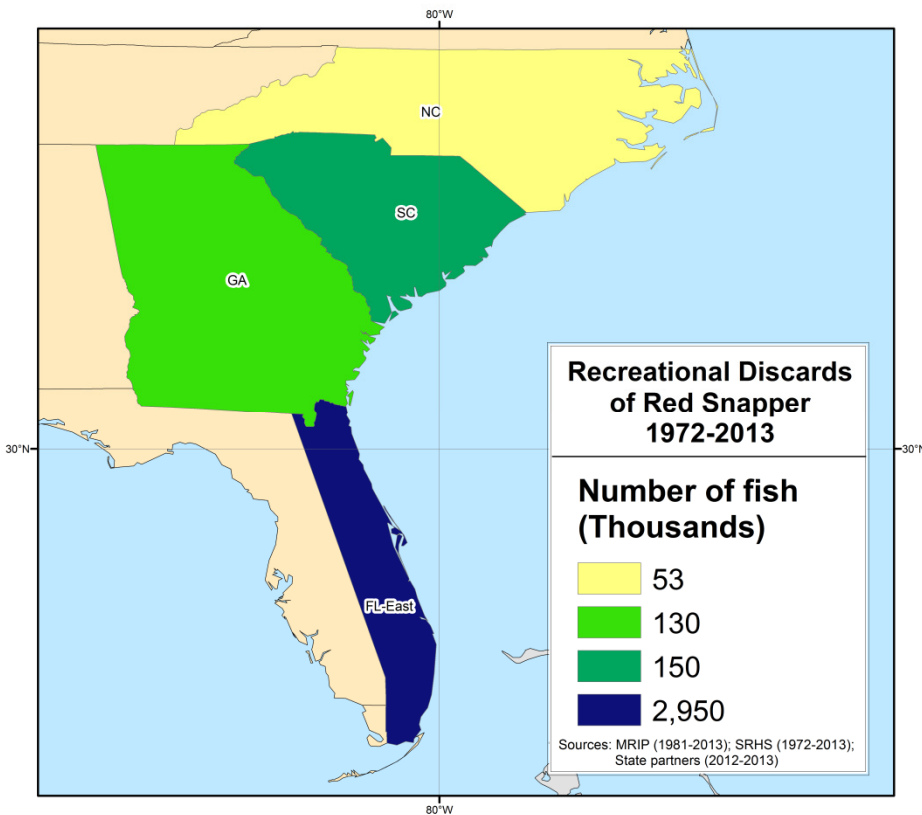 80°W
NC
SC
GA
Recreational Discards
of Red Snapper
1972-2013
30°N
30°N
Number of fish
(Thousands)
53
130
150
2,950
FL-East
Sources: MRIP (1981-2013); SRHS (1972-2013);
State partners (2012-2013)
80°W